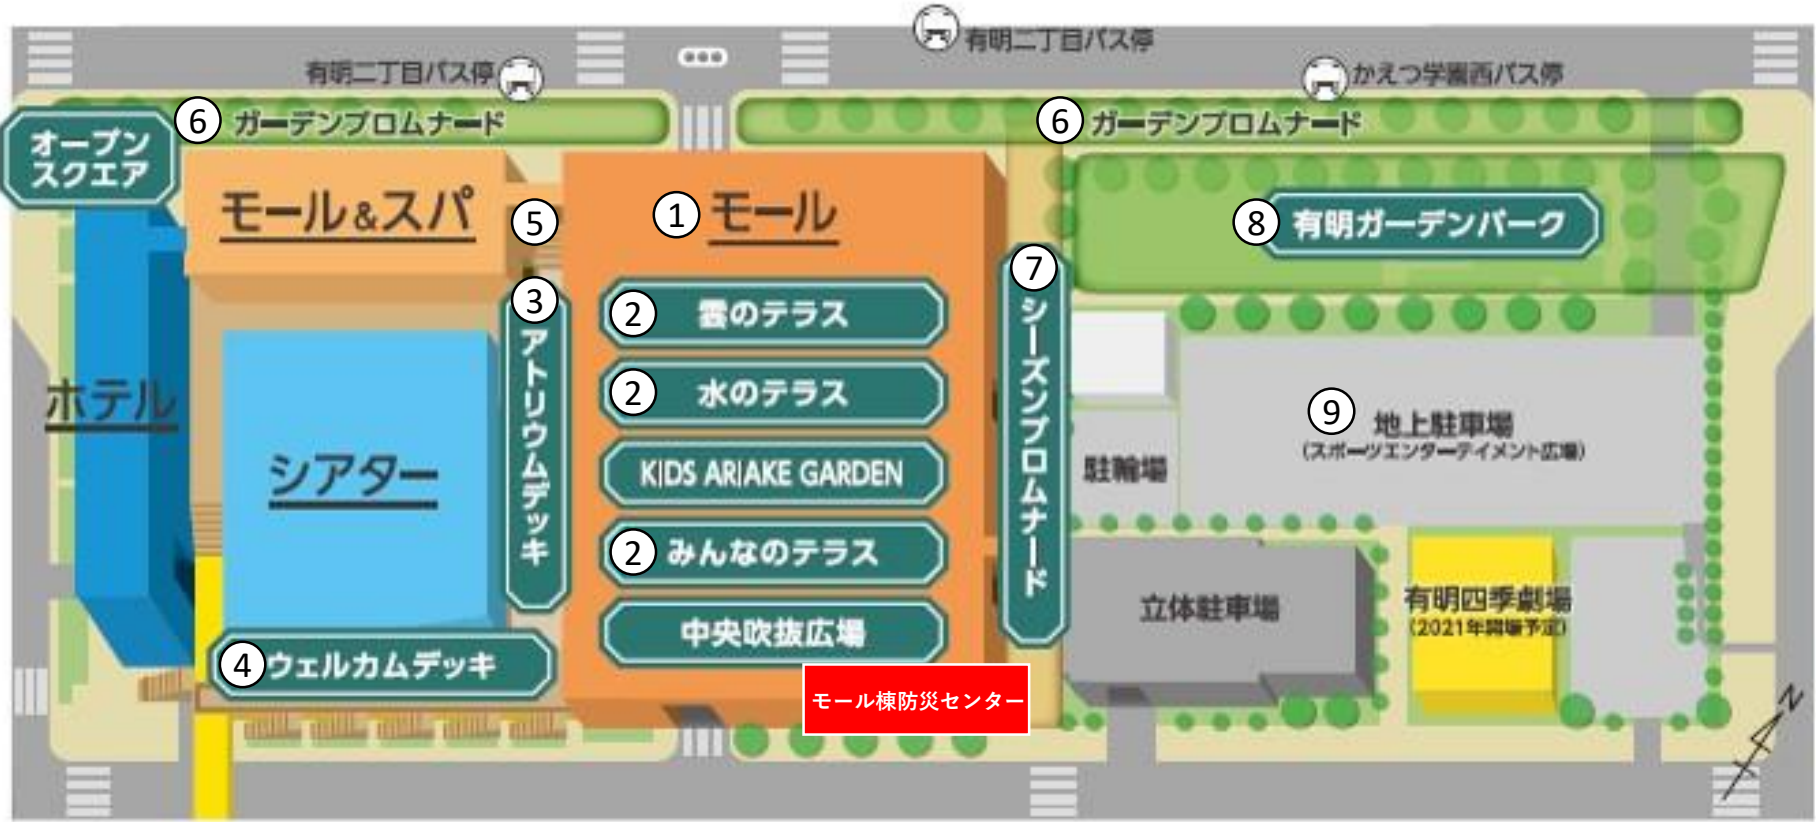 有明二丁目バス停
有明二丁目バス停
かえつ学園西バス停
オープン
スクエア
⑥ ガーデンプロムナード
⑥ ガーデンプロムナード
モール&スパ
⑤
① モール
⑧ 有明ガーデンパーク
③ アトリウムデッキ
② 雲のテラス
② 水のテラス
KIDS ARIAKE GARDEN
② みんなのテラス
中央吹抜広場
⑦ シーズンプロムナード
ホテル
シアター
⑨ 地上駐車場
(スポーツエンターテイメント広場)
駐輪場
立体駐車場
有明四季劇場
(2021年開場予定)
④ ウェルカムデッキ
モール棟防災センター
N